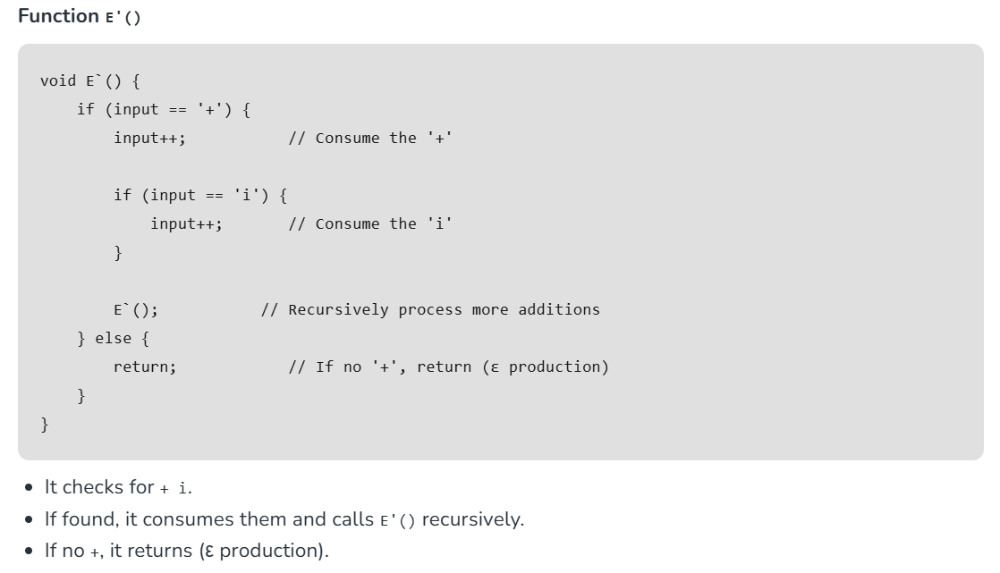 Function E'()
void E`() {
    if (input == '+') {
        input++;           // Consume the '+'
        if (input == 'i') {
            input++;       // Consume the 'i'
        }
        E`();           // Recursively process more additions
    } else {
        return;            // If no '+', return (ε production)
    }
}
• It checks for + i.
• If found, it consumes them and calls E'() recursively.
• If no +, it returns (ε production).